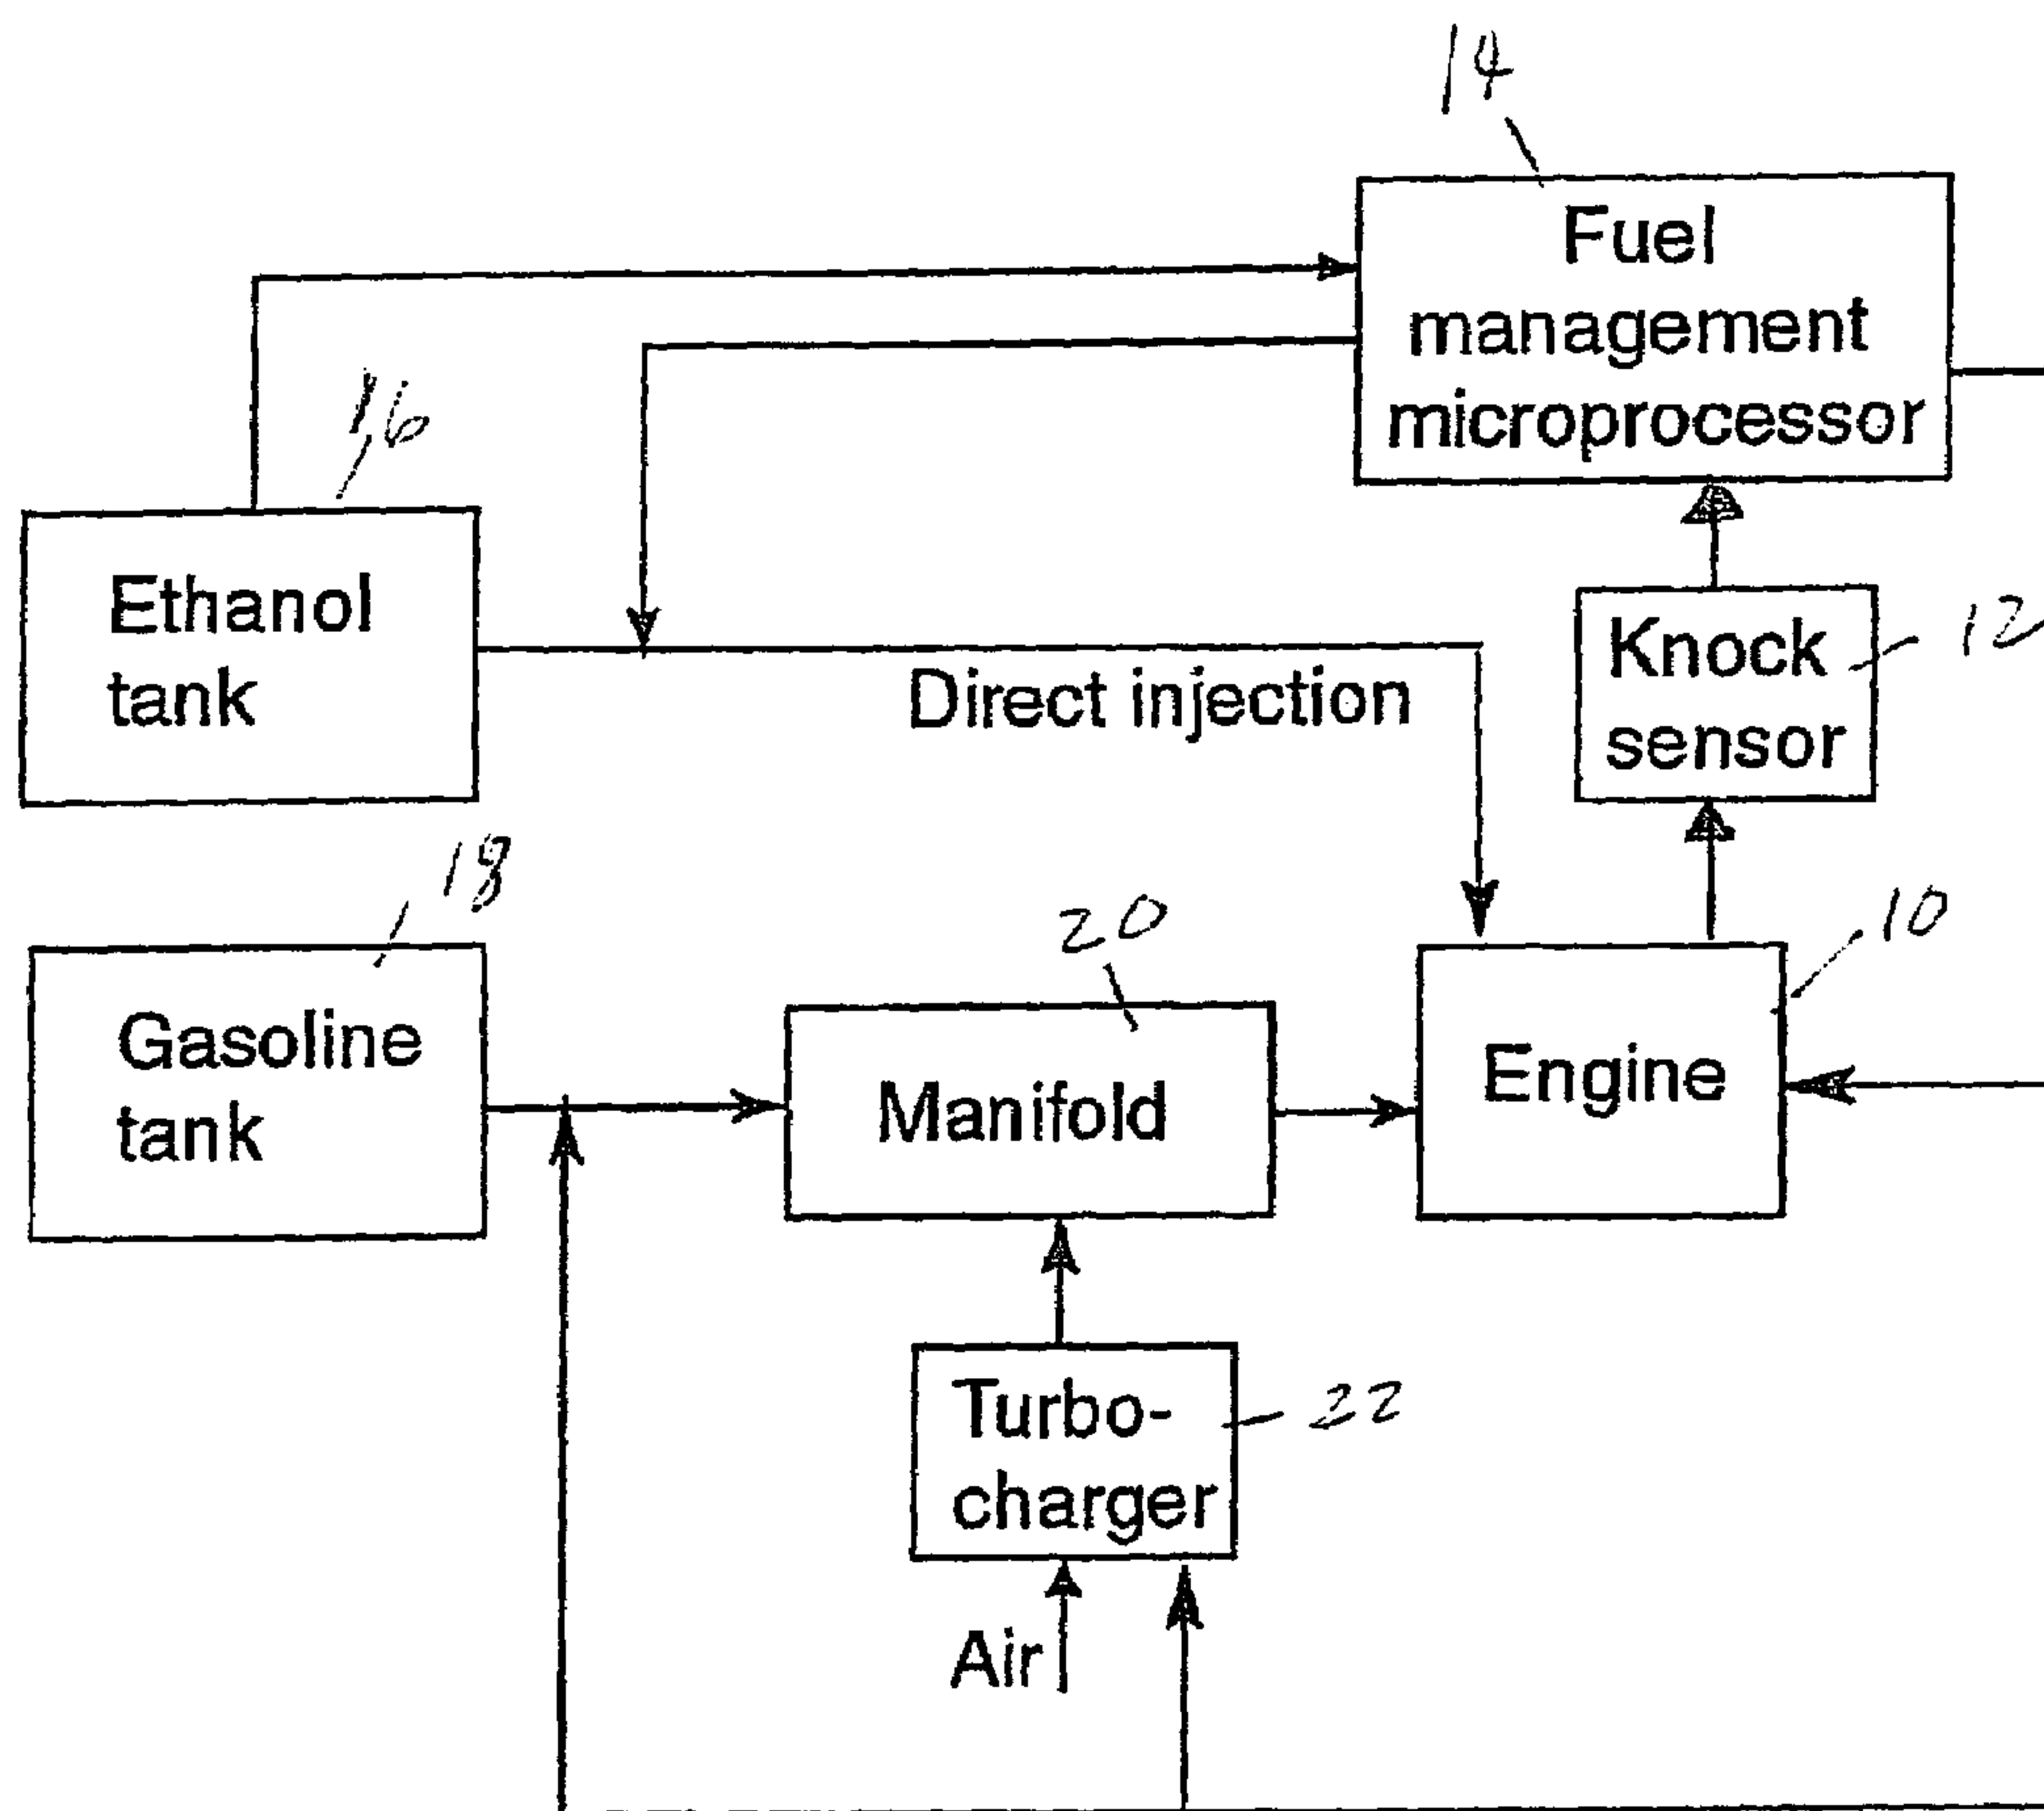 14
Fuel
management
microprocessor
16
Ethanol
tank
Direct injection
Knock
sensor
12
18
Gasoline
tank
20
Manifold
10
Engine
Turbo-
charger
22
Air